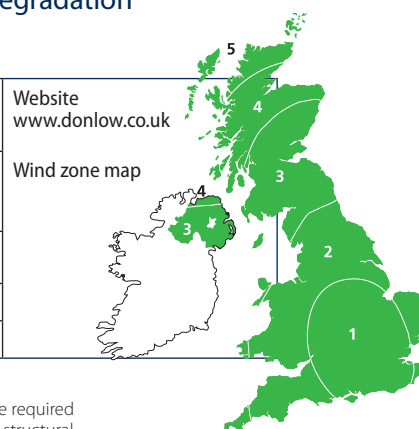 egradation
Website
www.donlow.co.uk
Wind zone map
5
4
3
4
3
2
1
e required
structural